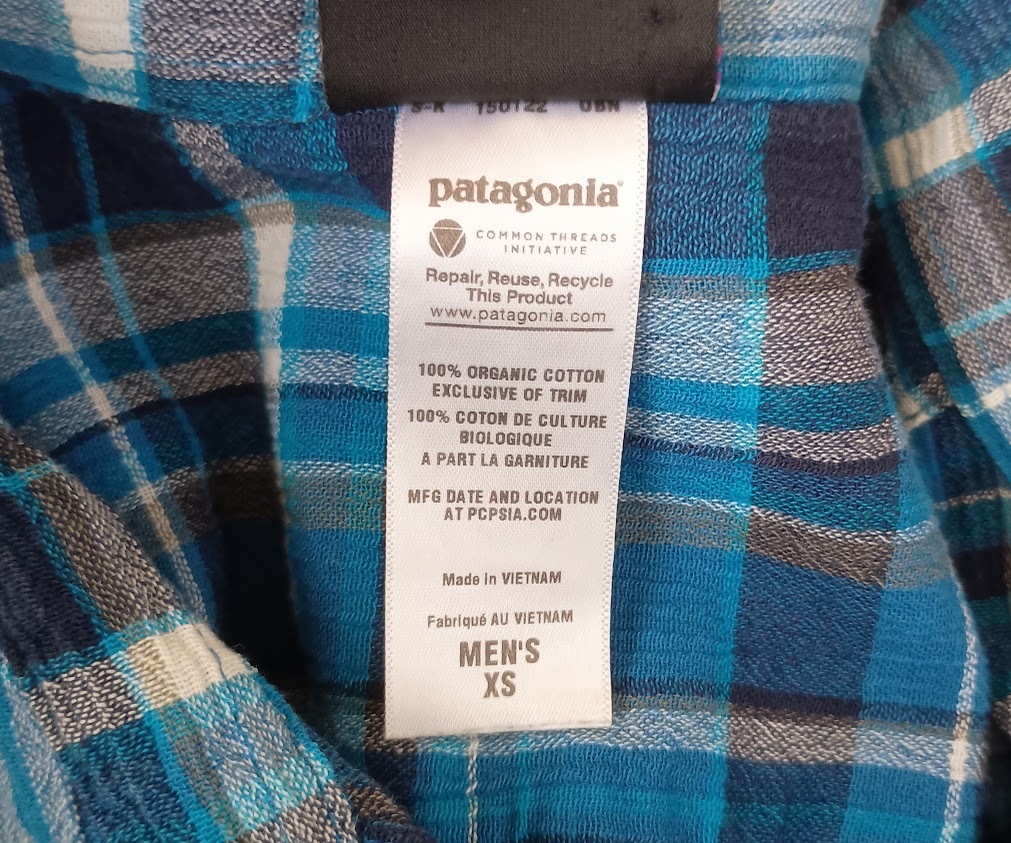 S-R 150122 UBN
patagonia®
COMMON THREADS
INITIATIVE
Repair, Reuse, Recycle
This Product
www.patagonia.com
100% ORGANIC COTTON
EXCLUSIVE OF TRIM
100% COTON DE CULTURE
BIOLOGIQUE
A PART LA GARNITURE
MFG DATE AND LOCATION
AT PCPSIA.COM
Made in VIETNAM
Fabriqué AU VIETNAM
MEN'S
XS